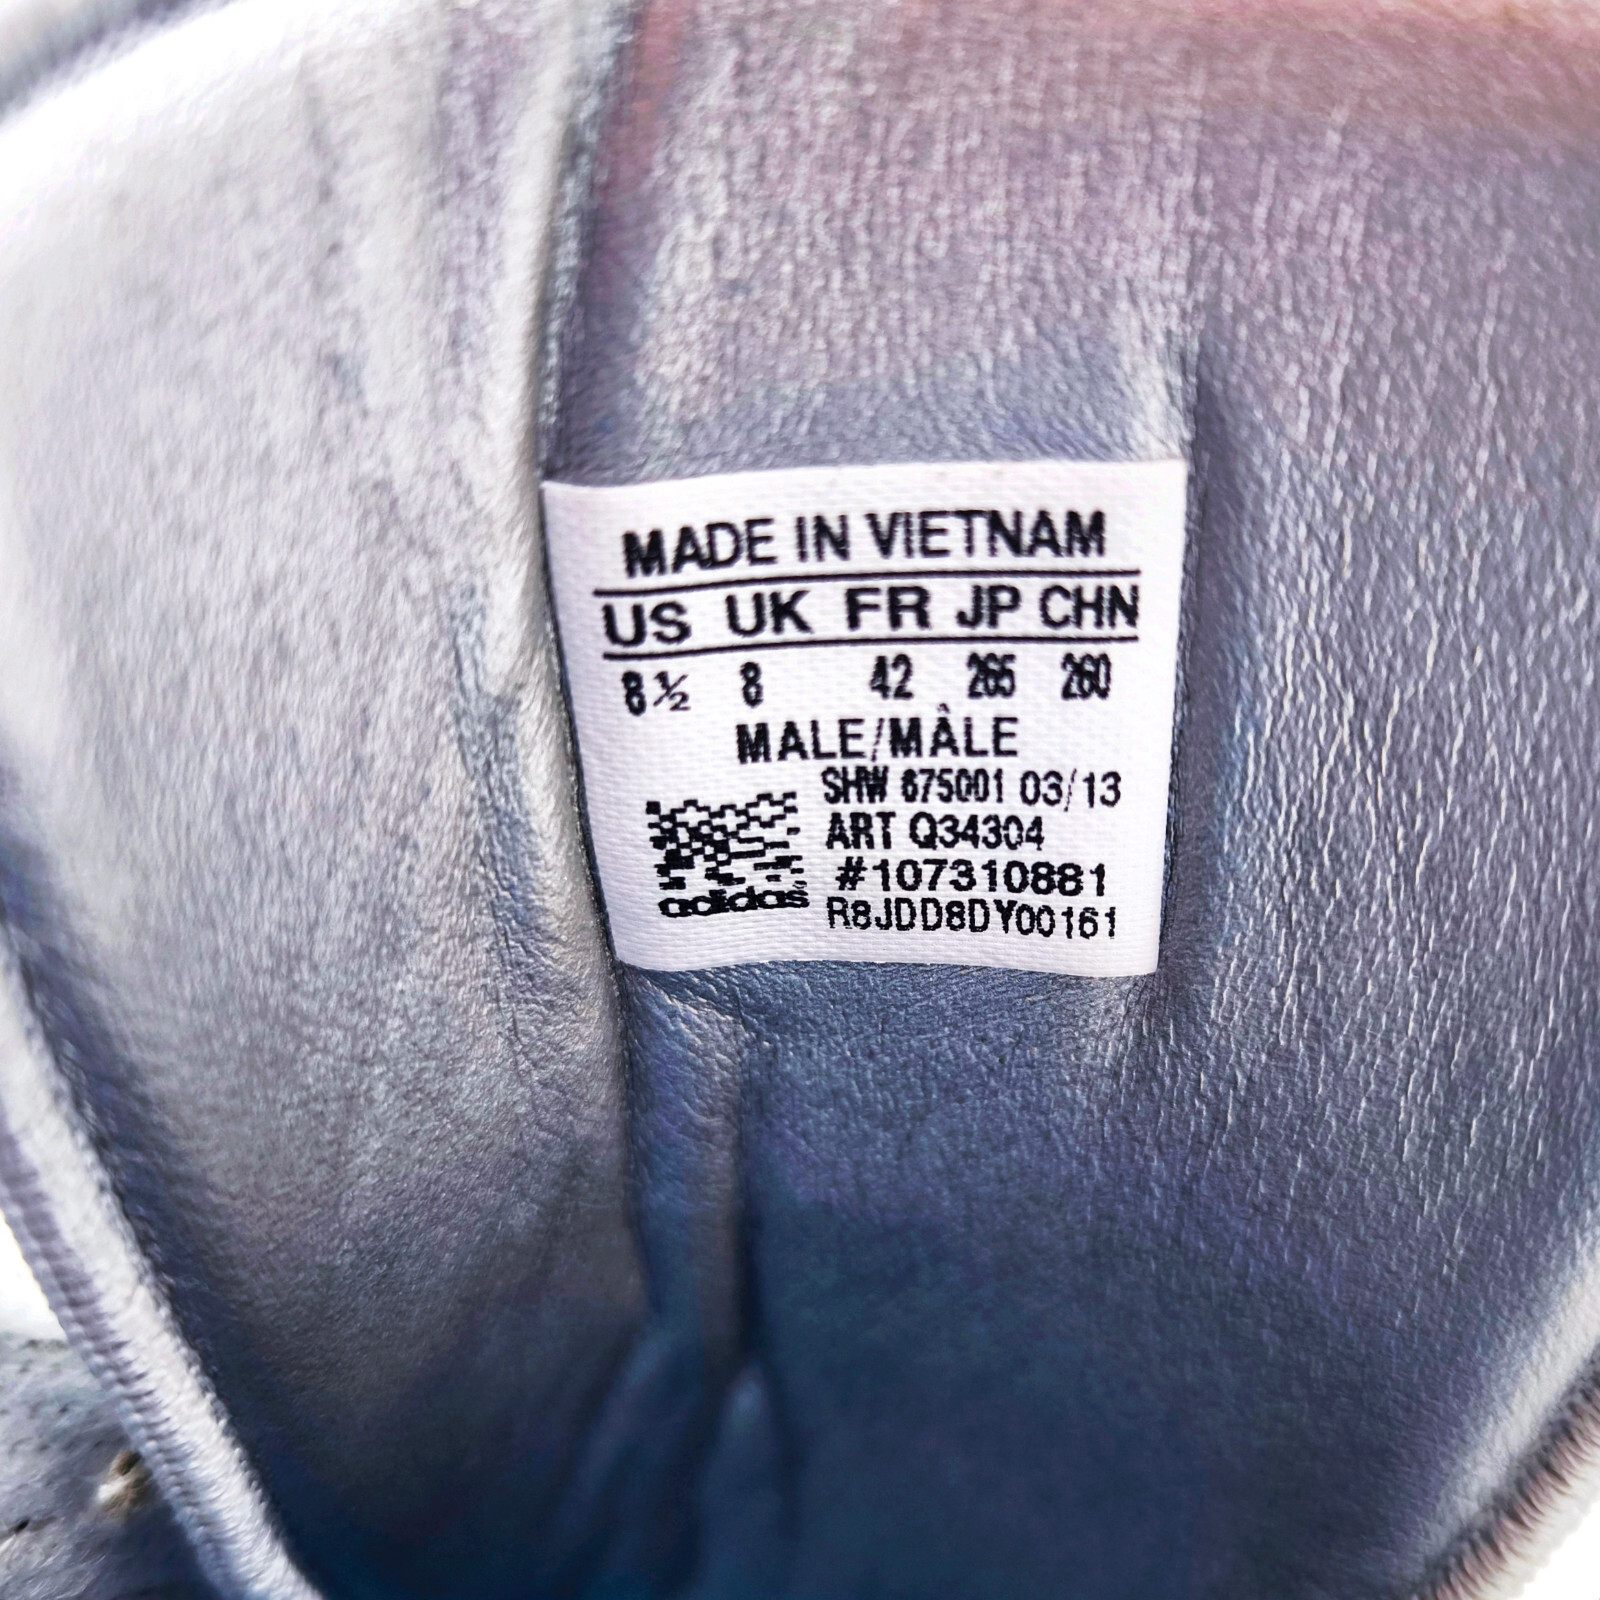 MADE IN VIETNAM
US UK FR JP CHN
8½ 8 42 265 260
MALE/MÂLE
SHW 675001 03/13
ART Q34304
#107310881
R8JDD8DY00161
adidas